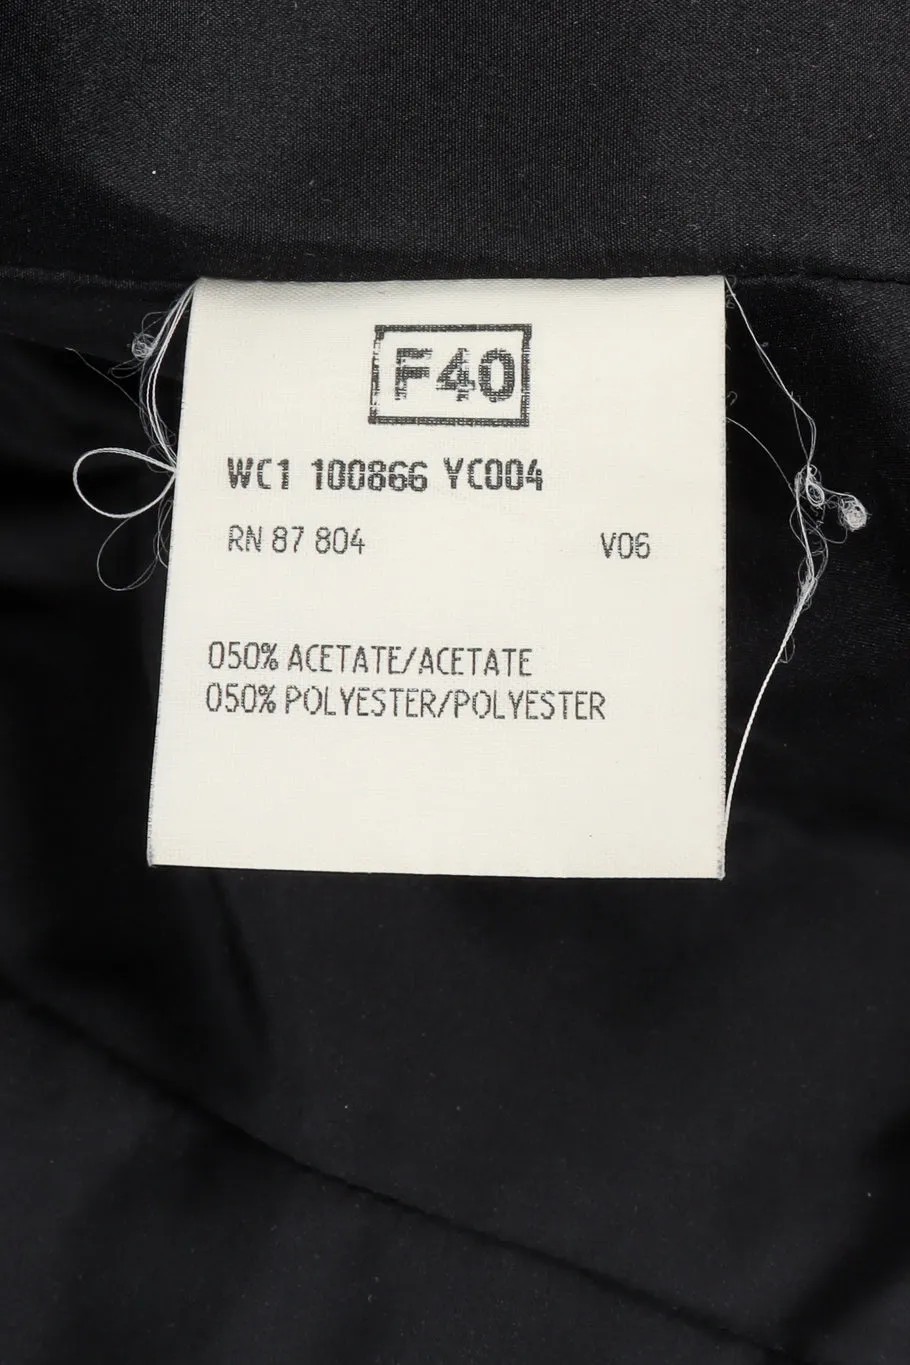 F40
WC1 100866 YC004
RN 87 804 V06
050% ACETATE/ACETATE
050% POLYESTER/POLYESTER